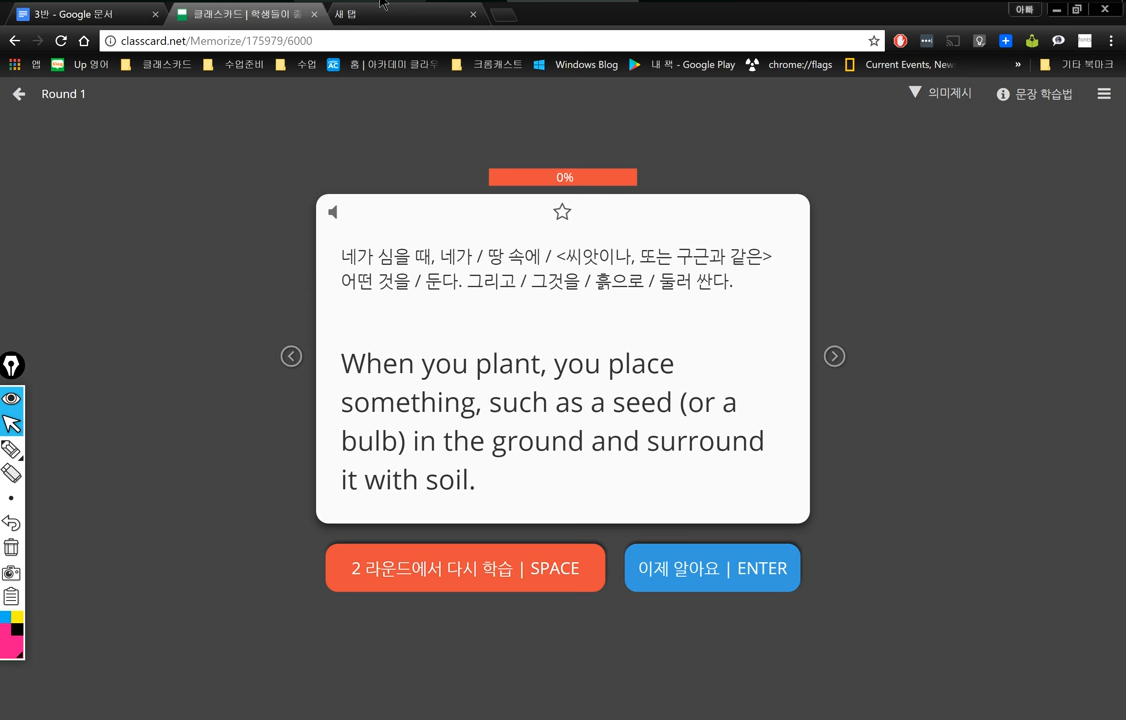 3반 - Google 문서
클래스카드 | 학생들이 좋
새 탭
아빠
classcard.net/Memorize/175979/6000
앱
Up 영어
클래스카드
수업준비
수업
홈 | 아카데미 클라우
크롬캐스트
Windows Blog
내 책 - Google Play
chrome://flags
Current Events, New
»
기타 북마크
Round 1
의미제시
문장 학습법
0%
네가 심을 때, 네가 / 땅 속에 / <씨앗이나, 또는 구근과 같은>
어떤 것을 / 둔다. 그리고 / 그것을 / 흙으로 / 둘러 싼다.
When you plant, you place
something, such as a seed (or a
bulb) in the ground and surround
it with soil.
2 라운드에서 다시 학습 | SPACE
이제 알아요 | ENTER